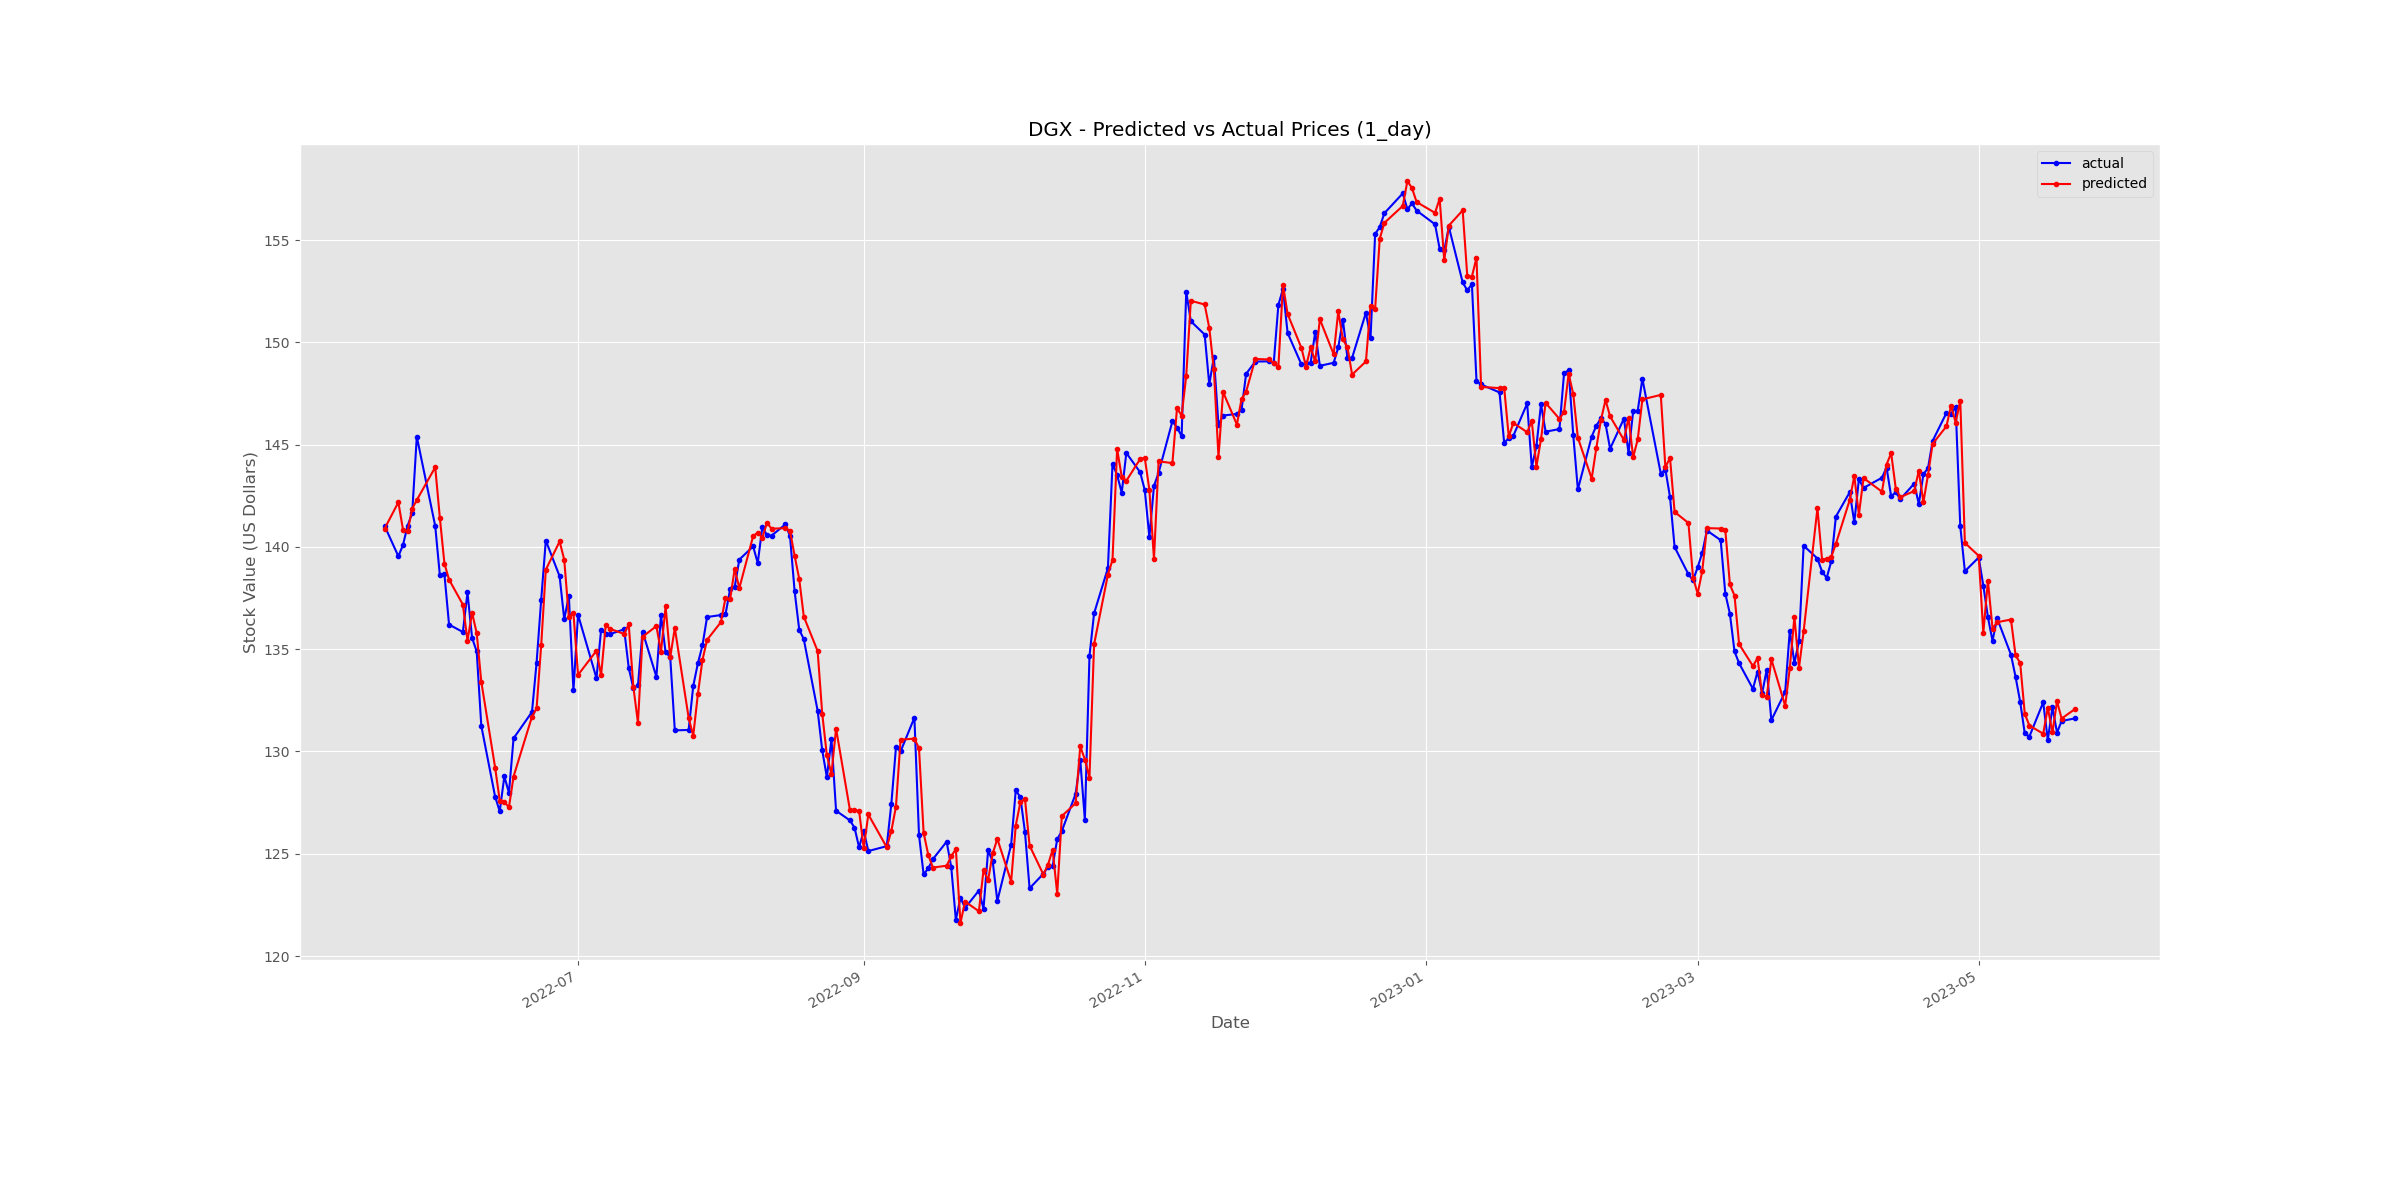 DGX - Predicted vs Actual Prices (1_day)
actual
predicted
Stock Value (US Dollars)
155
150
145
140
135
130
125
120
2022-07
2022-09
2022-11
2023-01
2023-03
2023-05
Date